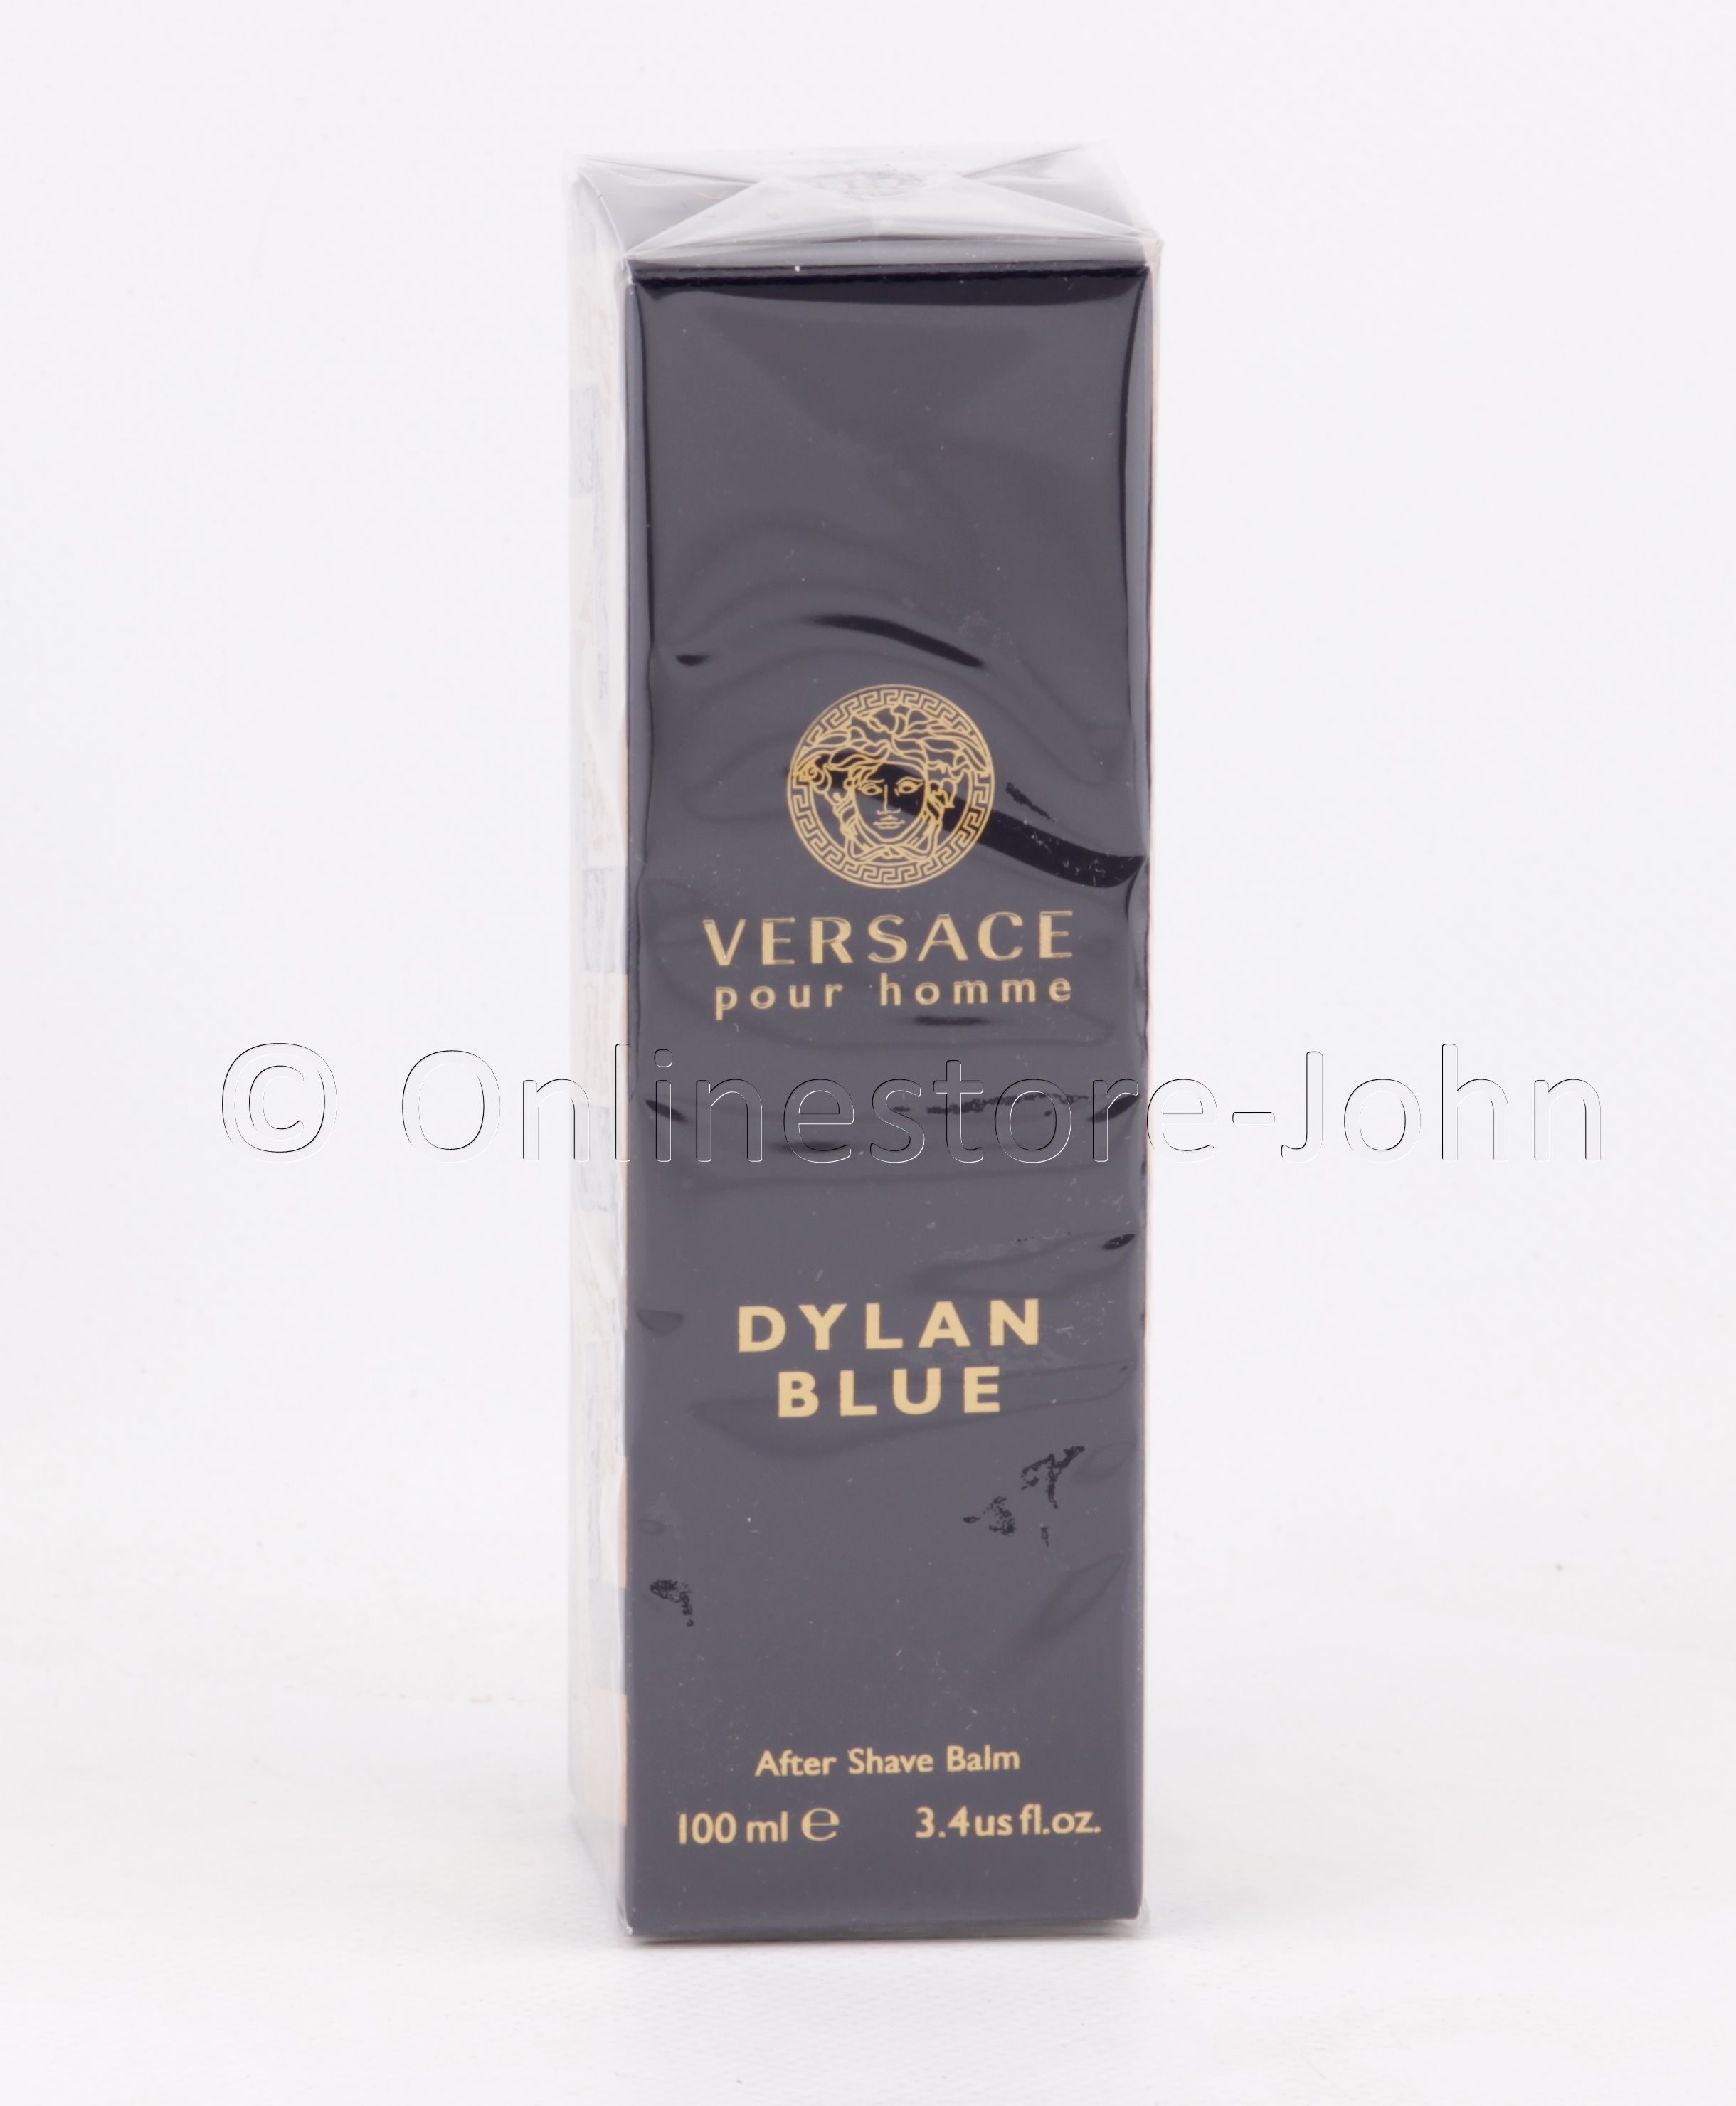 VERSACE
pour homme
© Onlinestore-John
DYLAN
BLUE
After Shave Balm
100 ml ℮ 3.4 us fl.oz.